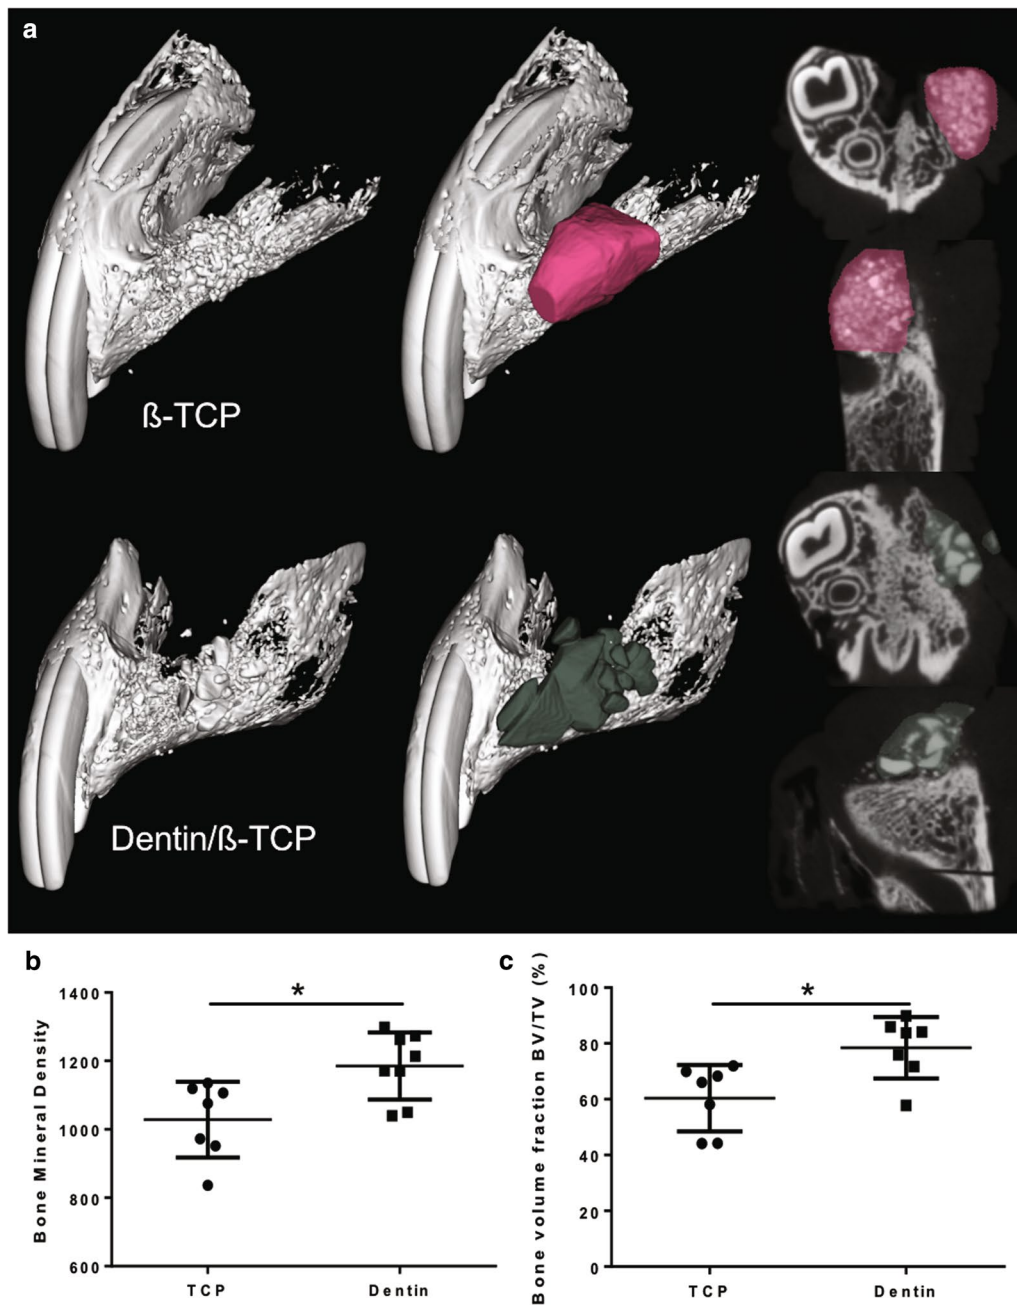 a
ß-TCP
Dentin/ß-TCP
b
Bone Mineral Density
1400
1200
1000
800
600
*
TCP
Dentin
c
Bone volume fraction BV/TV (%)
100
80
60
40
20
0
*
TCP
Dentin